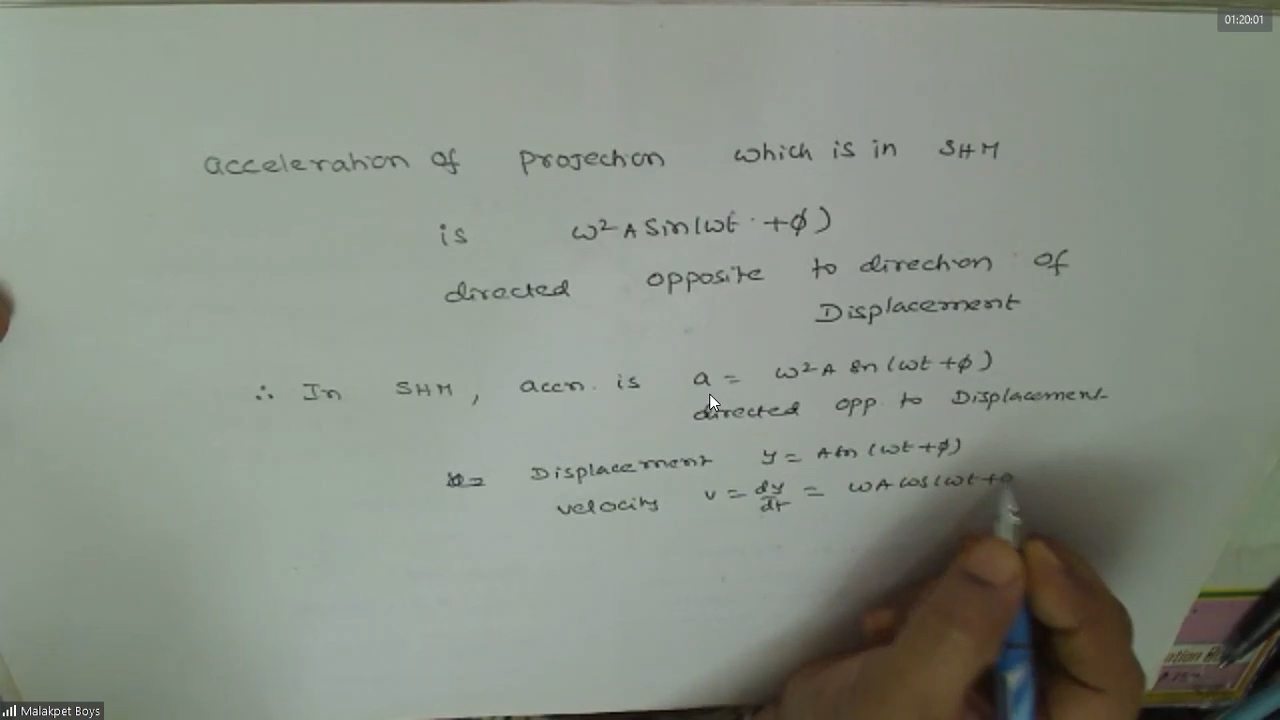 01:20:01
acceleration of projection which is in SHM
is ω² A Sin(ωt + ϕ)
directed opposite to direction of
Displacement
∴ In SHM, accn. is a = ω² A Sn (ωt + ϕ)
directed opp. to Displacement
Displacement y = A sn (ωt + ϕ)
velocity v = dy/dt = ωA cos(ωt +
Malakpet Boys